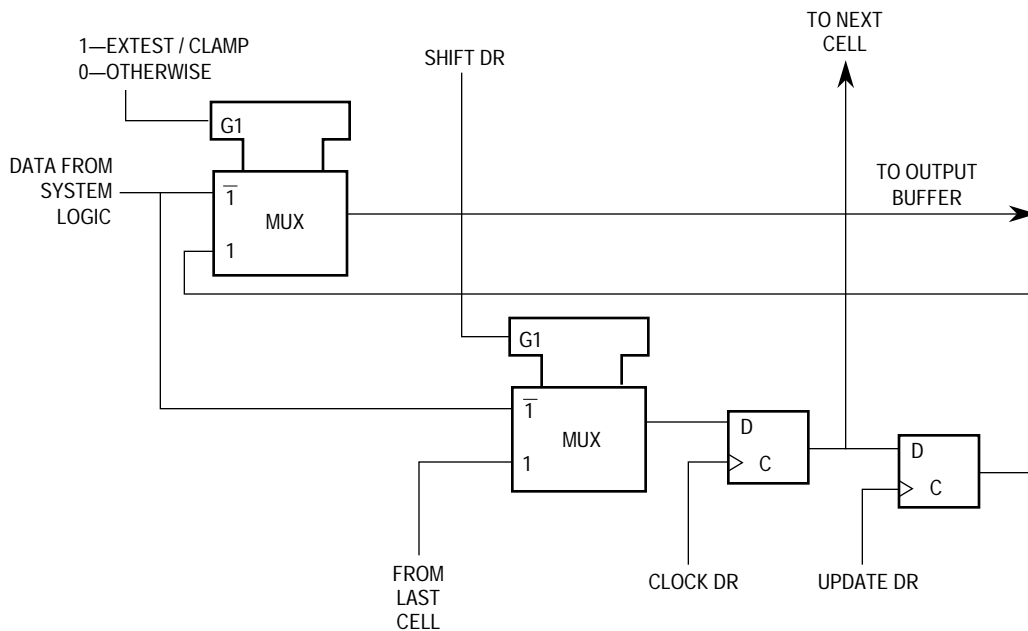 1—EXTEST / CLAMP
0—OTHERWISE
SHIFT DR
TO NEXT
CELL
G1
DATA FROM
SYSTEM
LOGIC
1
MUX
1
TO OUTPUT
BUFFER
G1
1
MUX
1
D
C
D
C
FROM
LAST
CELL
CLOCK DR
UPDATE DR